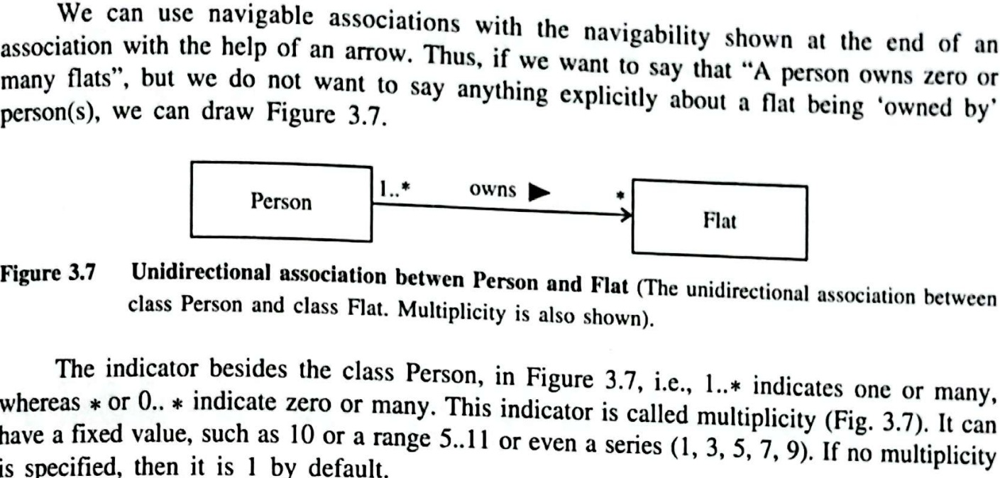 We can use navigable associations with the navigability shown at the end of an
association with the help of an arrow. Thus, if we want to say that “A person owns zero or
many flats”, but we do not want to say anything explicitly about a flat being ‘owned by’
person(s), we can draw Figure 3.7.
Person
1..*
owns ▶
*
Flat
Figure 3.7 Unidirectional association betwen Person and Flat (The unidirectional association between
class Person and class Flat. Multiplicity is also shown).
The indicator besides the class Person, in Figure 3.7, i.e., 1..* indicates one or many,
whereas * or 0.. * indicate zero or many. This indicator is called multiplicity (Fig. 3.7). It can
have a fixed value, such as 10 or a range 5..11 or even a series (1, 3, 5, 7, 9). If no multiplicity
is specified, then it is 1 by default.